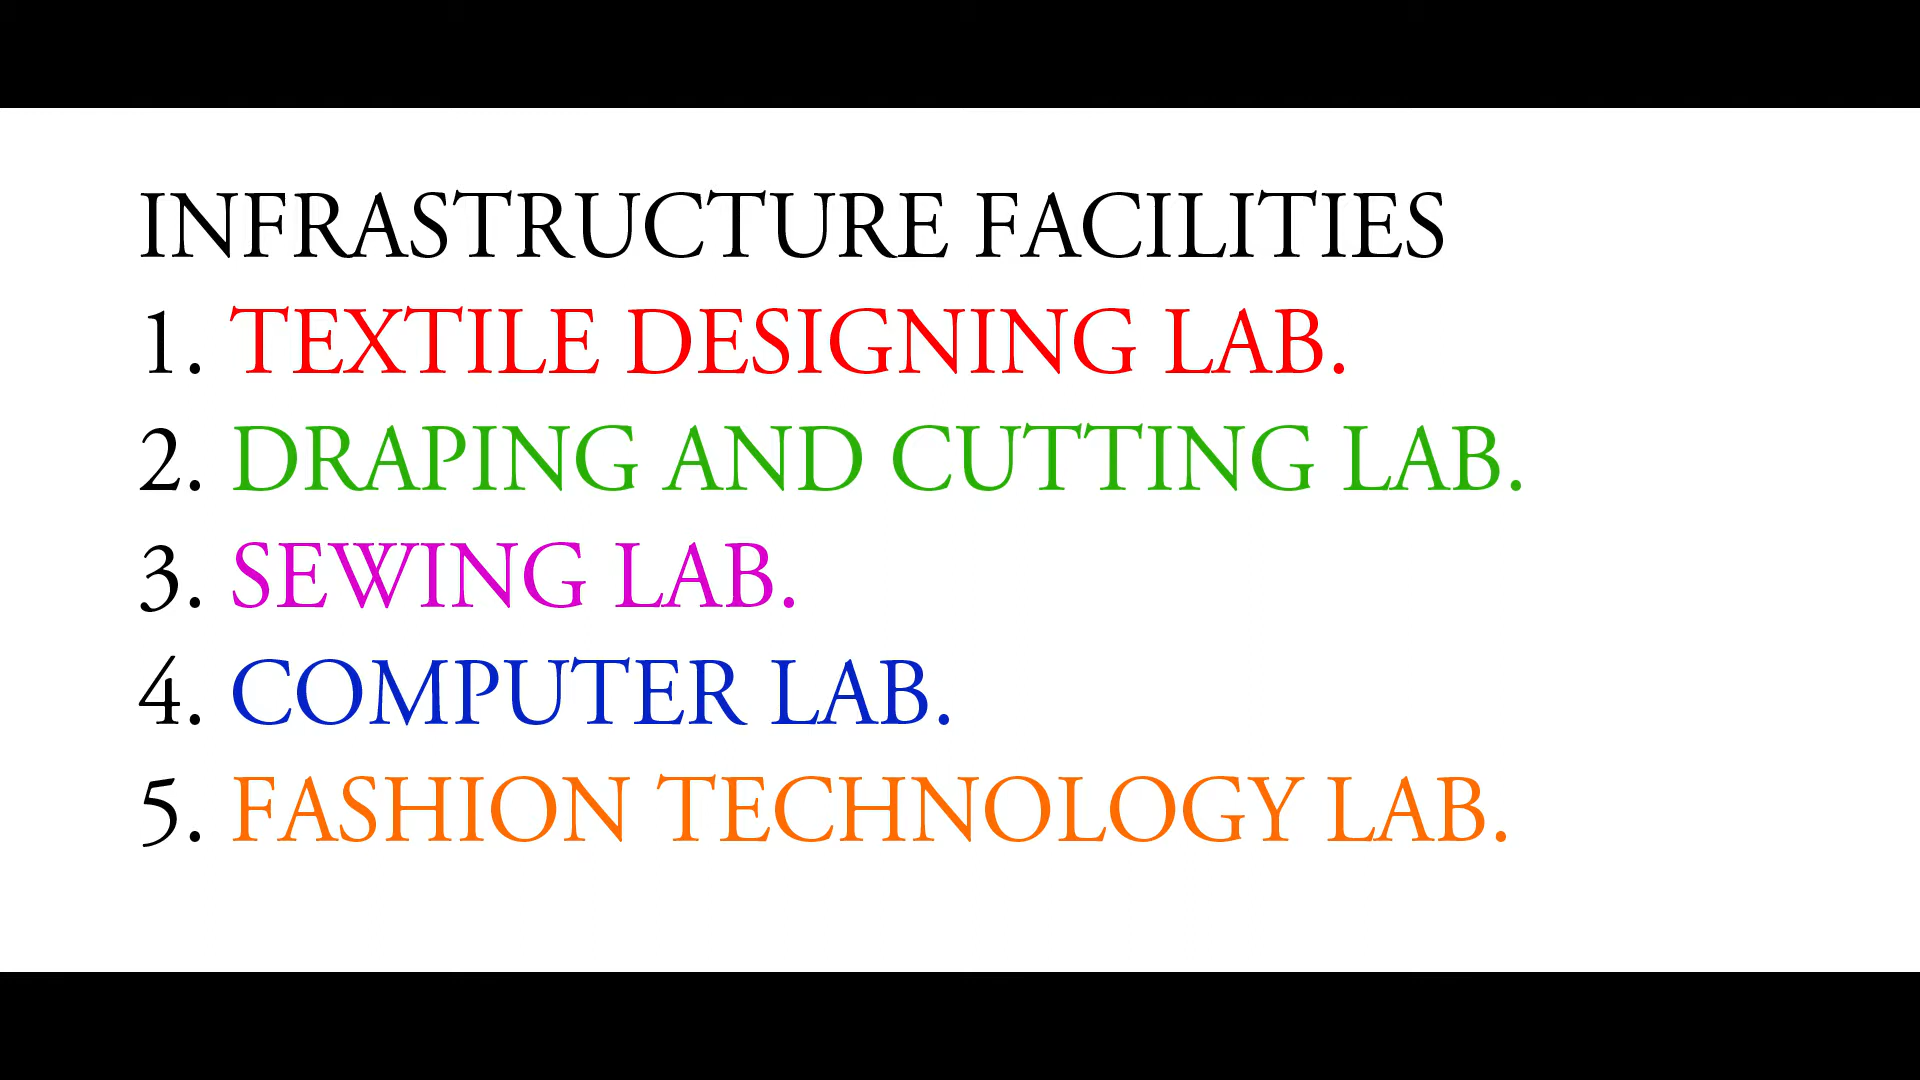 INFRASTRUCTURE FACILITIES
1. TEXTILE DESIGNING LAB.
2. DRAPING AND CUTTING LAB.
3. SEWING LAB.
4. COMPUTER LAB.
5. FASHION TECHNOLOGY LAB.